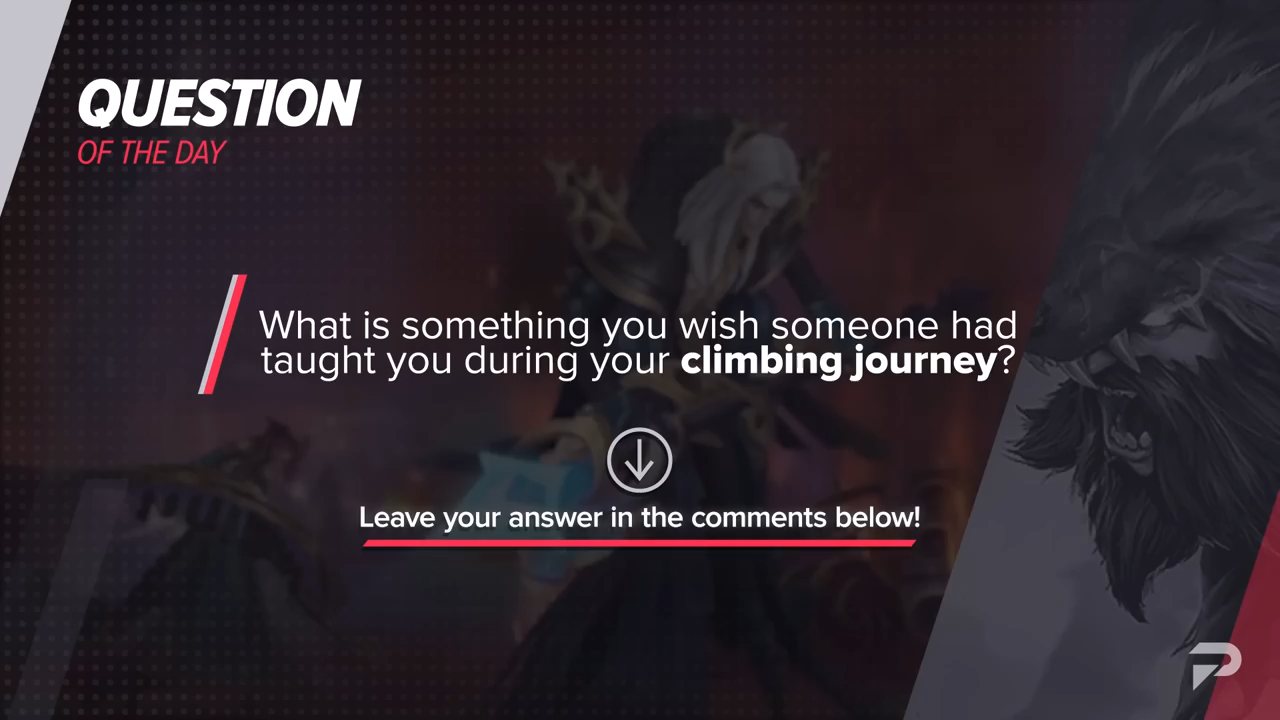 QUESTION
OF THE DAY
What is something you wish someone had
taught you during your climbing journey?
Leave your answer in the comments below!